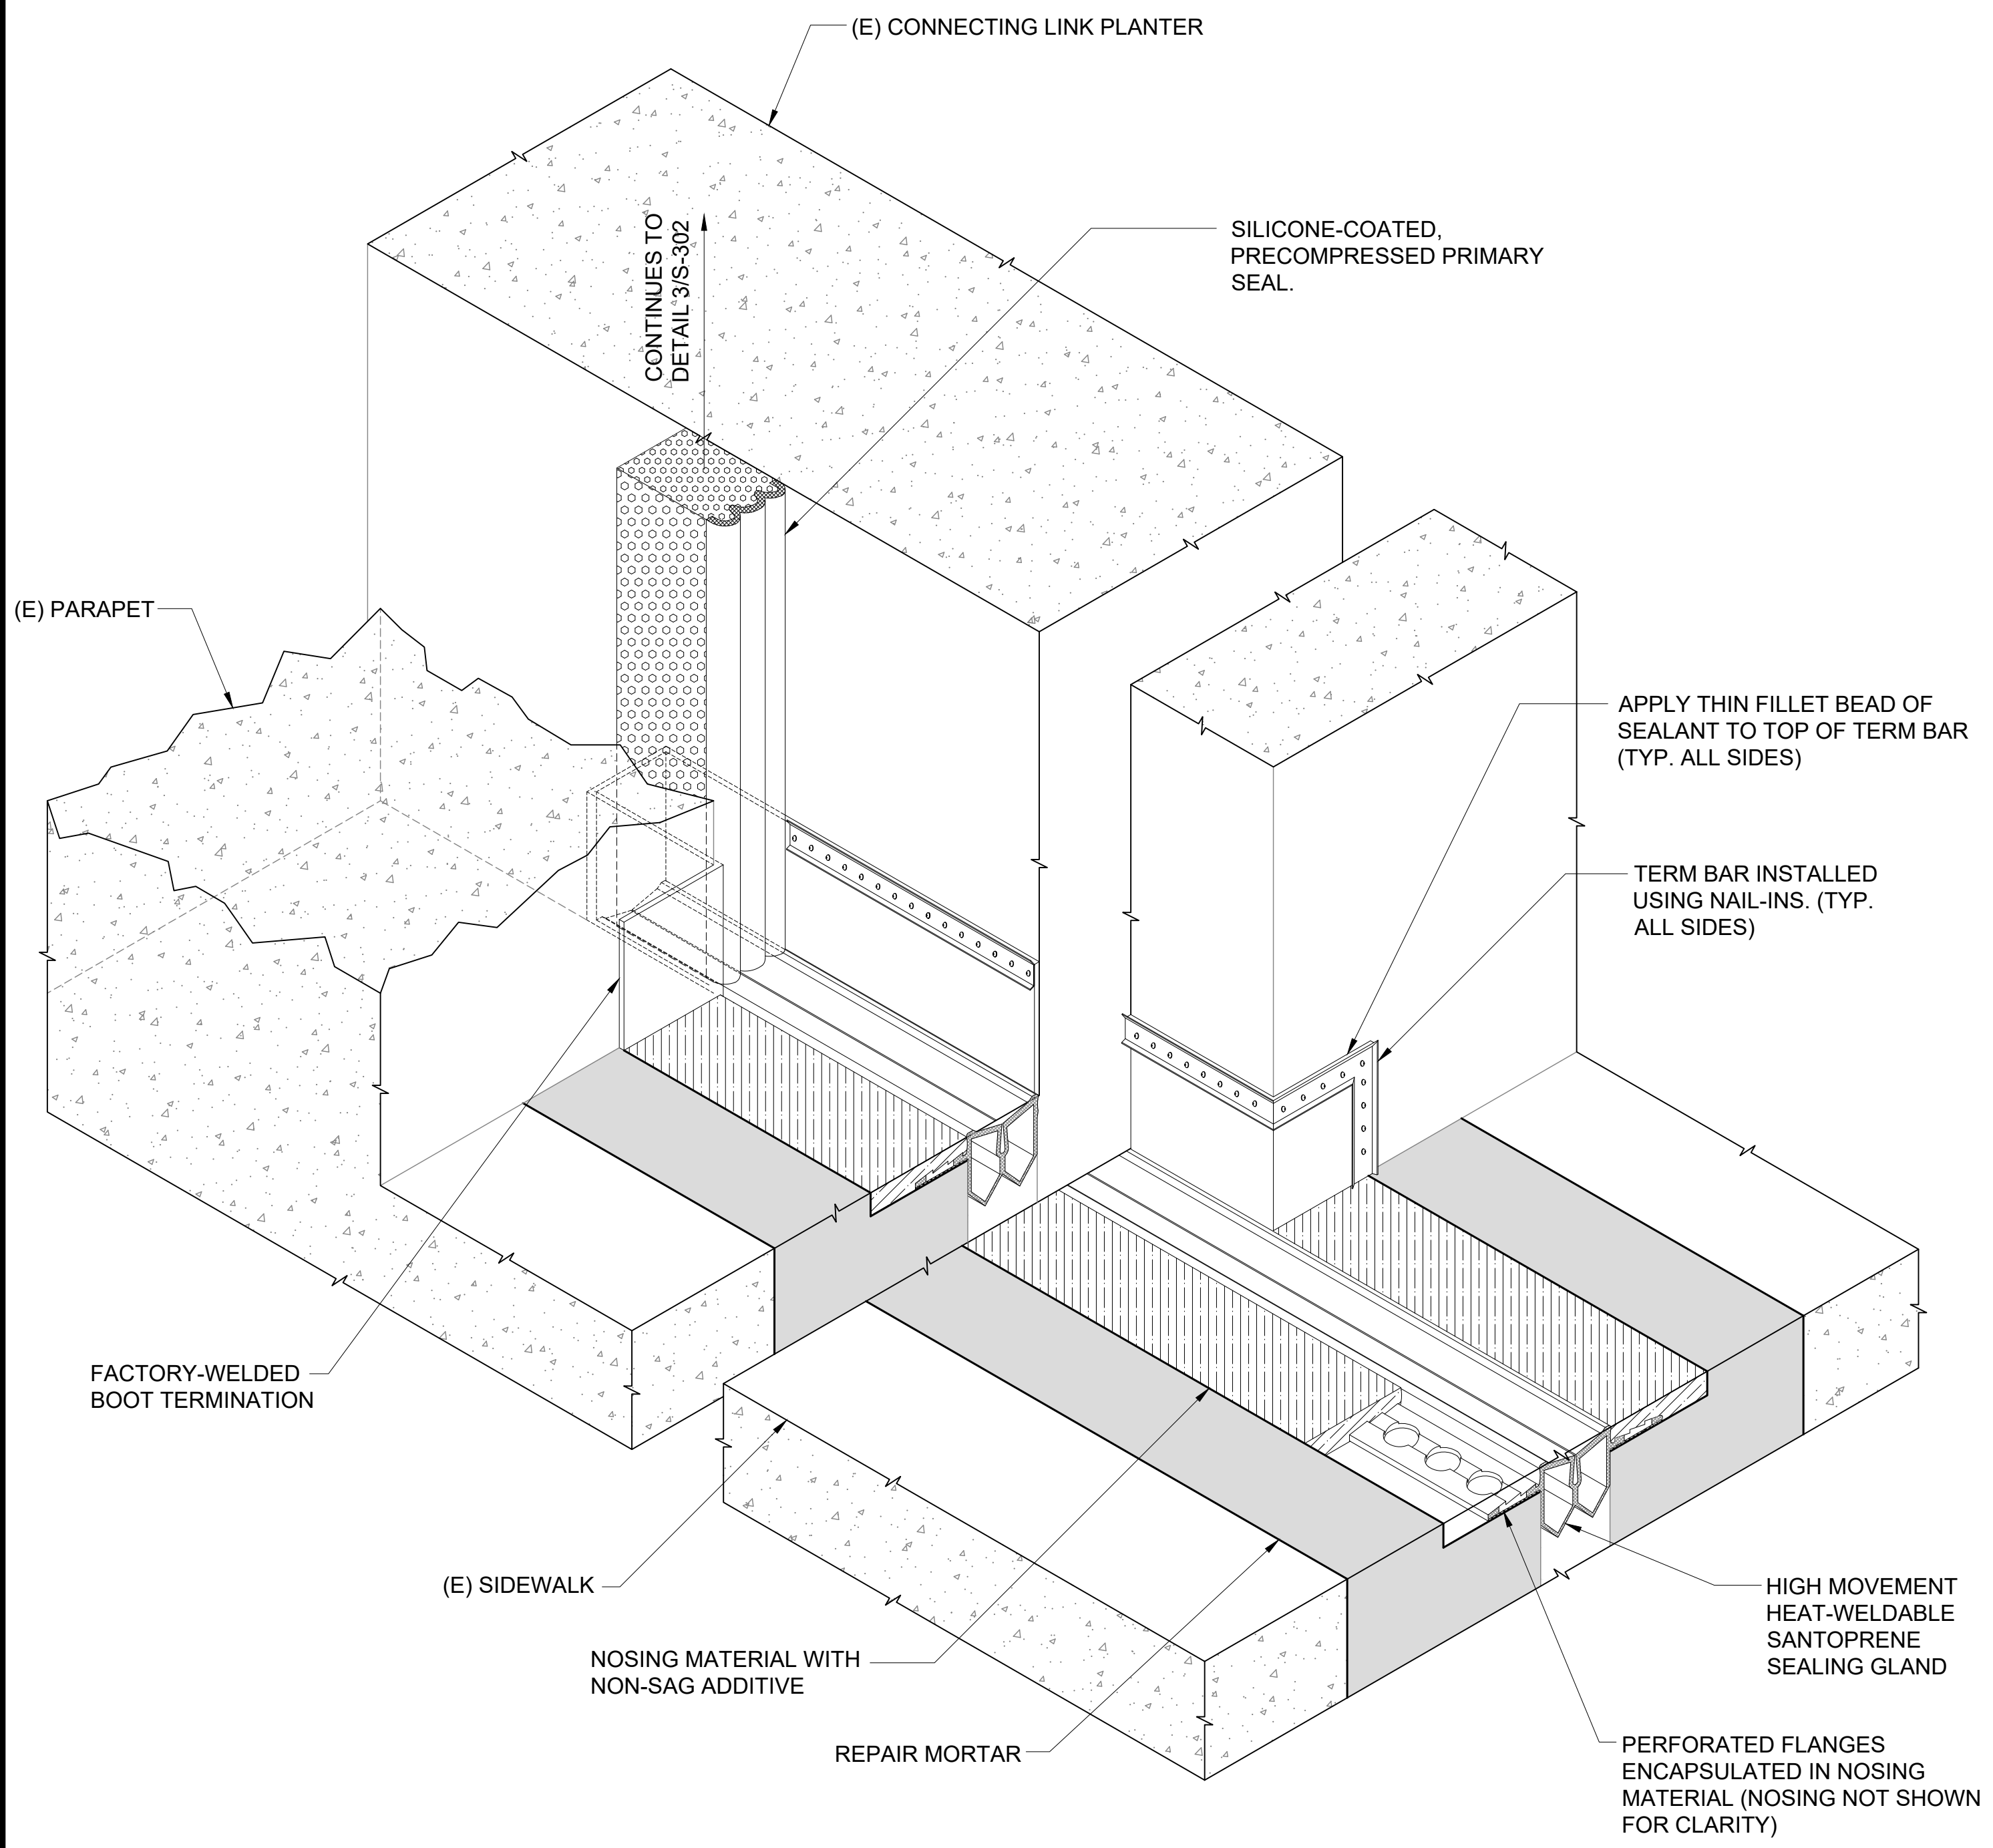 (E) CONNECTING LINK PLANTER
CONTINUES TO
DETAIL 3/S-302
SILICONE-COATED,
PRECOMPRESSED PRIMARY
SEAL.
(E) PARAPET
APPLY THIN FILLET BEAD OF
SEALANT TO TOP OF TERM BAR
(TYP. ALL SIDES)
TERM BAR INSTALLED
USING NAIL-INS. (TYP.
ALL SIDES)
FACTORY-WELDED
BOOT TERMINATION
(E) SIDEWALK
NOSING MATERIAL WITH
NON-SAG ADDITIVE
REPAIR MORTAR
HIGH MOVEMENT
HEAT-WELDABLE
SANTOPRENE
SEALING GLAND
PERFORATED FLANGES
ENCAPSULATED IN NOSING
MATERIAL (NOSING NOT SHOWN
FOR CLARITY)